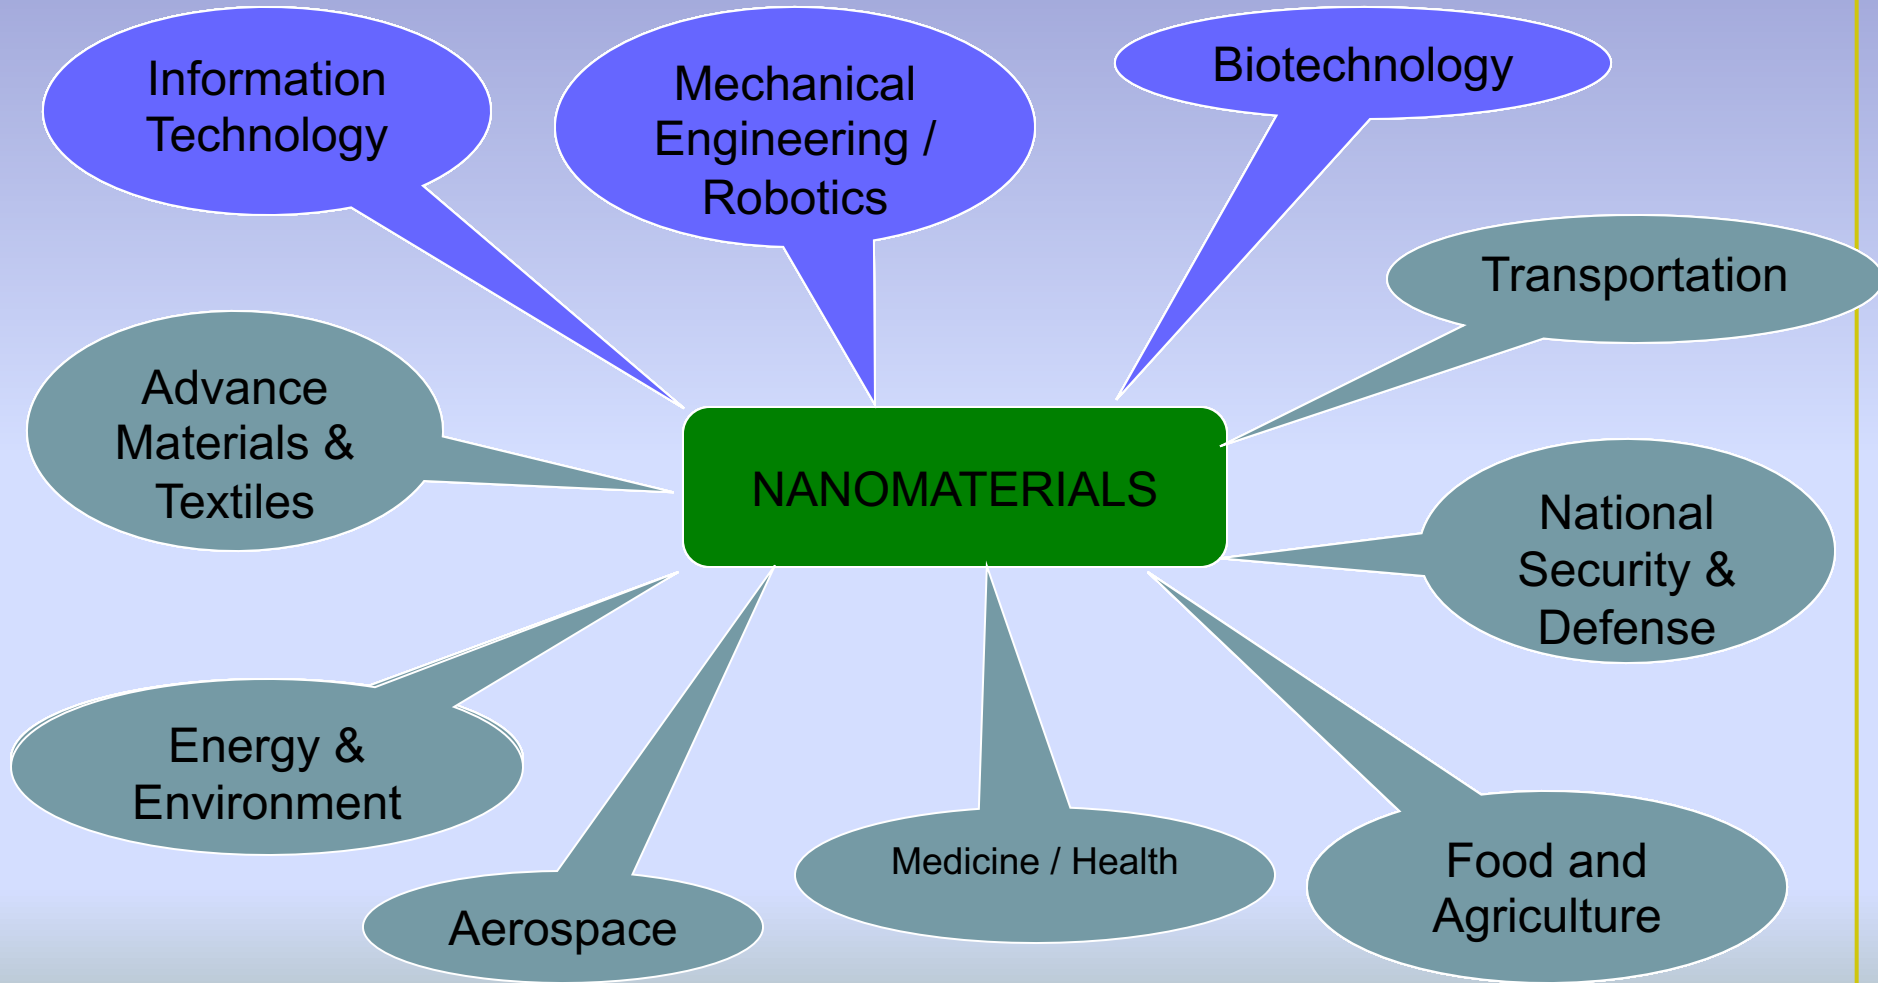 Information
Technology
Mechanical
Engineering /
Robotics
Biotechnology
Transportation
Advance
Materials &
Textiles
NANOMATERIALS
National
Security &
Defense
Energy &
Environment
Aerospace
Medicine / Health
Food and
Agriculture